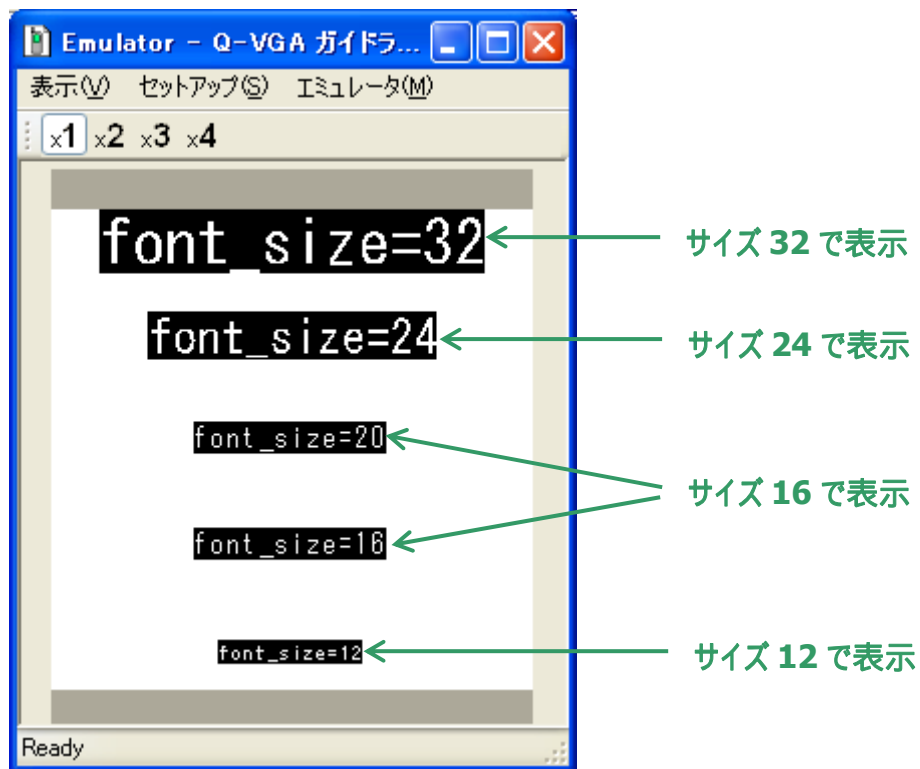 Emulator - Q-VGA ガイドラ...
表示(V) セットアップ(S) エミュレータ(M)
x1 x2 x3 x4
font_size=32
サイズ 32 で表示
font_size=24
サイズ 24 で表示
font_size=20
サイズ 16 で表示
font_size=16
font_size=12
サイズ 12 で表示
Ready